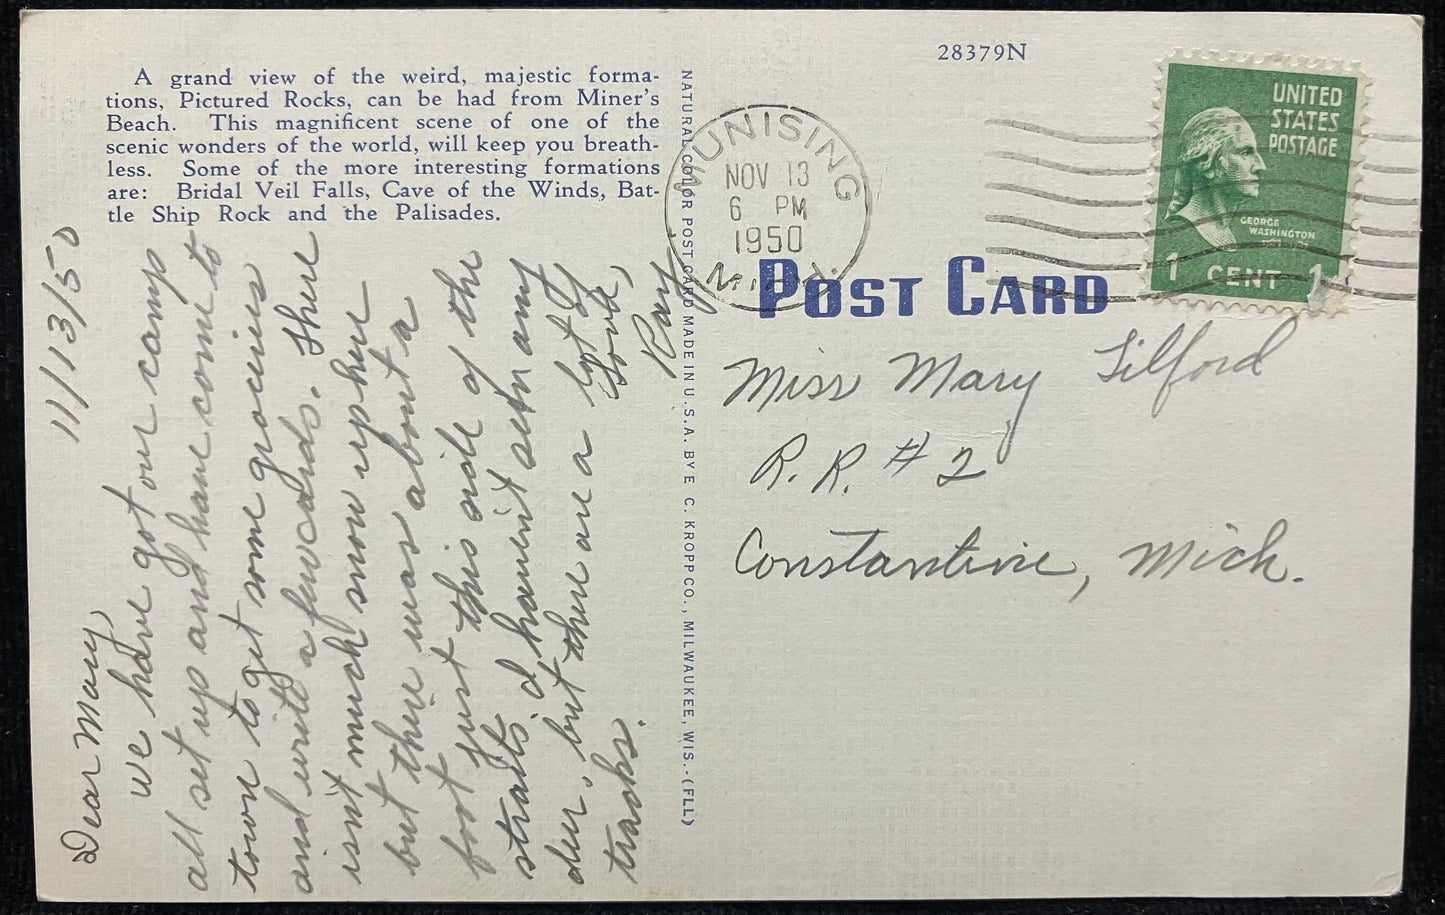 A grand view of the weird, majestic forma-
tions, Pictured Rocks, can be had from Miner's
Beach. This magnificent scene of one of the
scenic wonders of the world, will keep you breath-
less. Some of the more interesting formations
are: Bridal Veil Falls, Cave of the Winds, Bat-
tle Ship Rock and the Palisades.
11/13/50
Dear Mary,
We have got our camp
all set up and have come to
town to get some groceries
and write a few cards. There
isn't much snow up here
but there was about a
foot just this side of the
straits. I haven't seen any
deer, but there are a lot of
tracks.
Love,
Ray
NATURAL COLOR POST CARD MADE IN U.S.A. BY E. C. KROPP CO., MILWAUKEE, WIS.-(FLL)
28379N
MUNISING
NOV 13
6 PM
1950
UNITED
STATES
POSTAGE
GEORGE
WASHINGTON
1 CENT 1
POST CARD
Miss Mary Tilford
R.R. #2
Constantine, Mich.